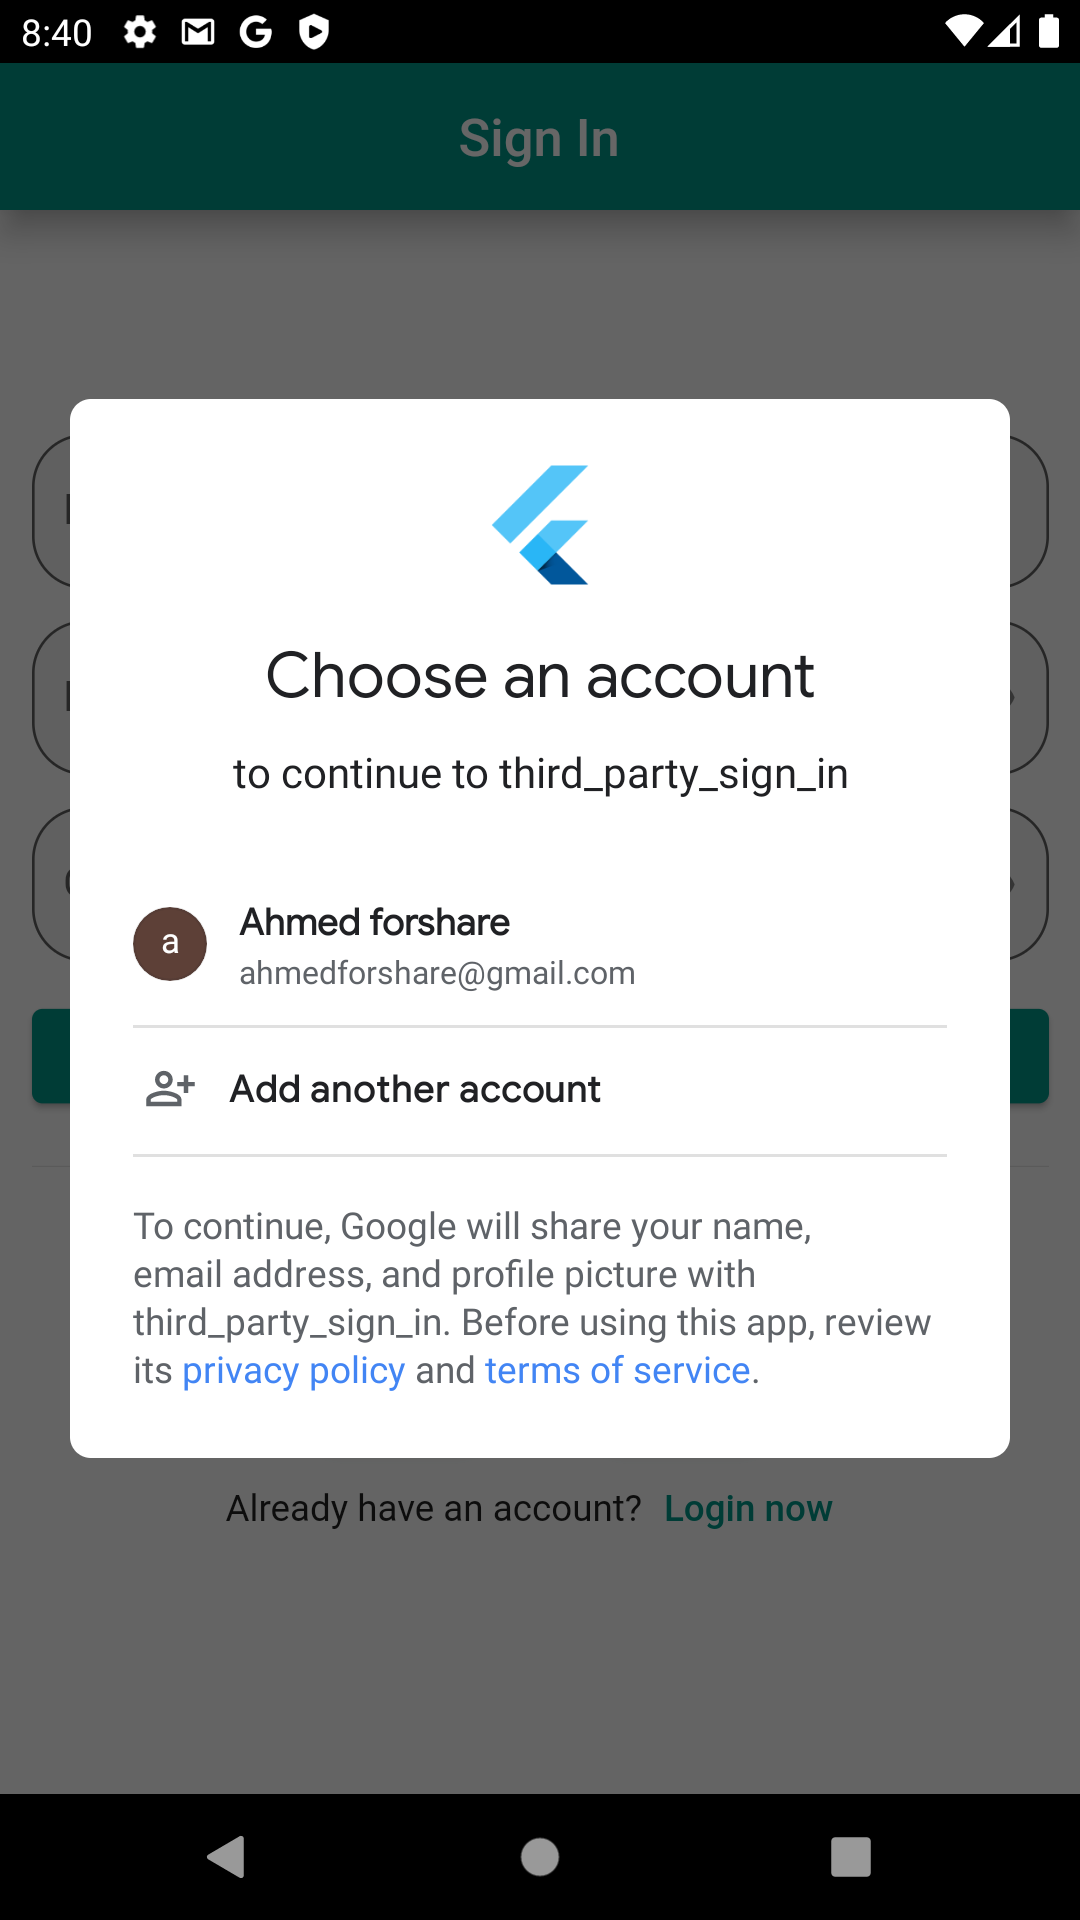 8:40
Sign In
Choose an account
to continue to third_party_sign_in
a
Ahmed forshare
ahmedforshare@gmail.com
Add another account
To continue, Google will share your name,
email address, and profile picture with
third_party_sign_in. Before using this app, review
its privacy policy and terms of service.
Already have an account? Login now